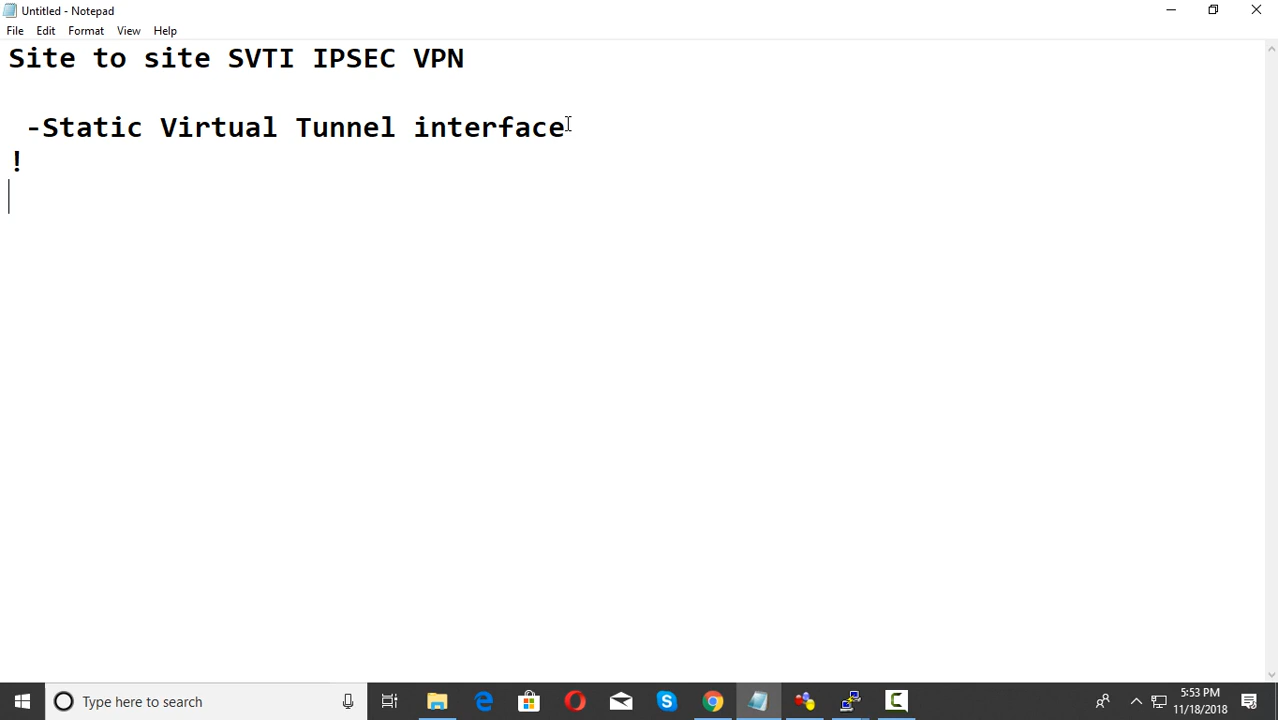 Untitled - Notepad
File Edit Format View Help
Site to site SVTI IPSEC VPN
-Static Virtual Tunnel interface
!
Type here to search
5:53 PM
11/18/2018